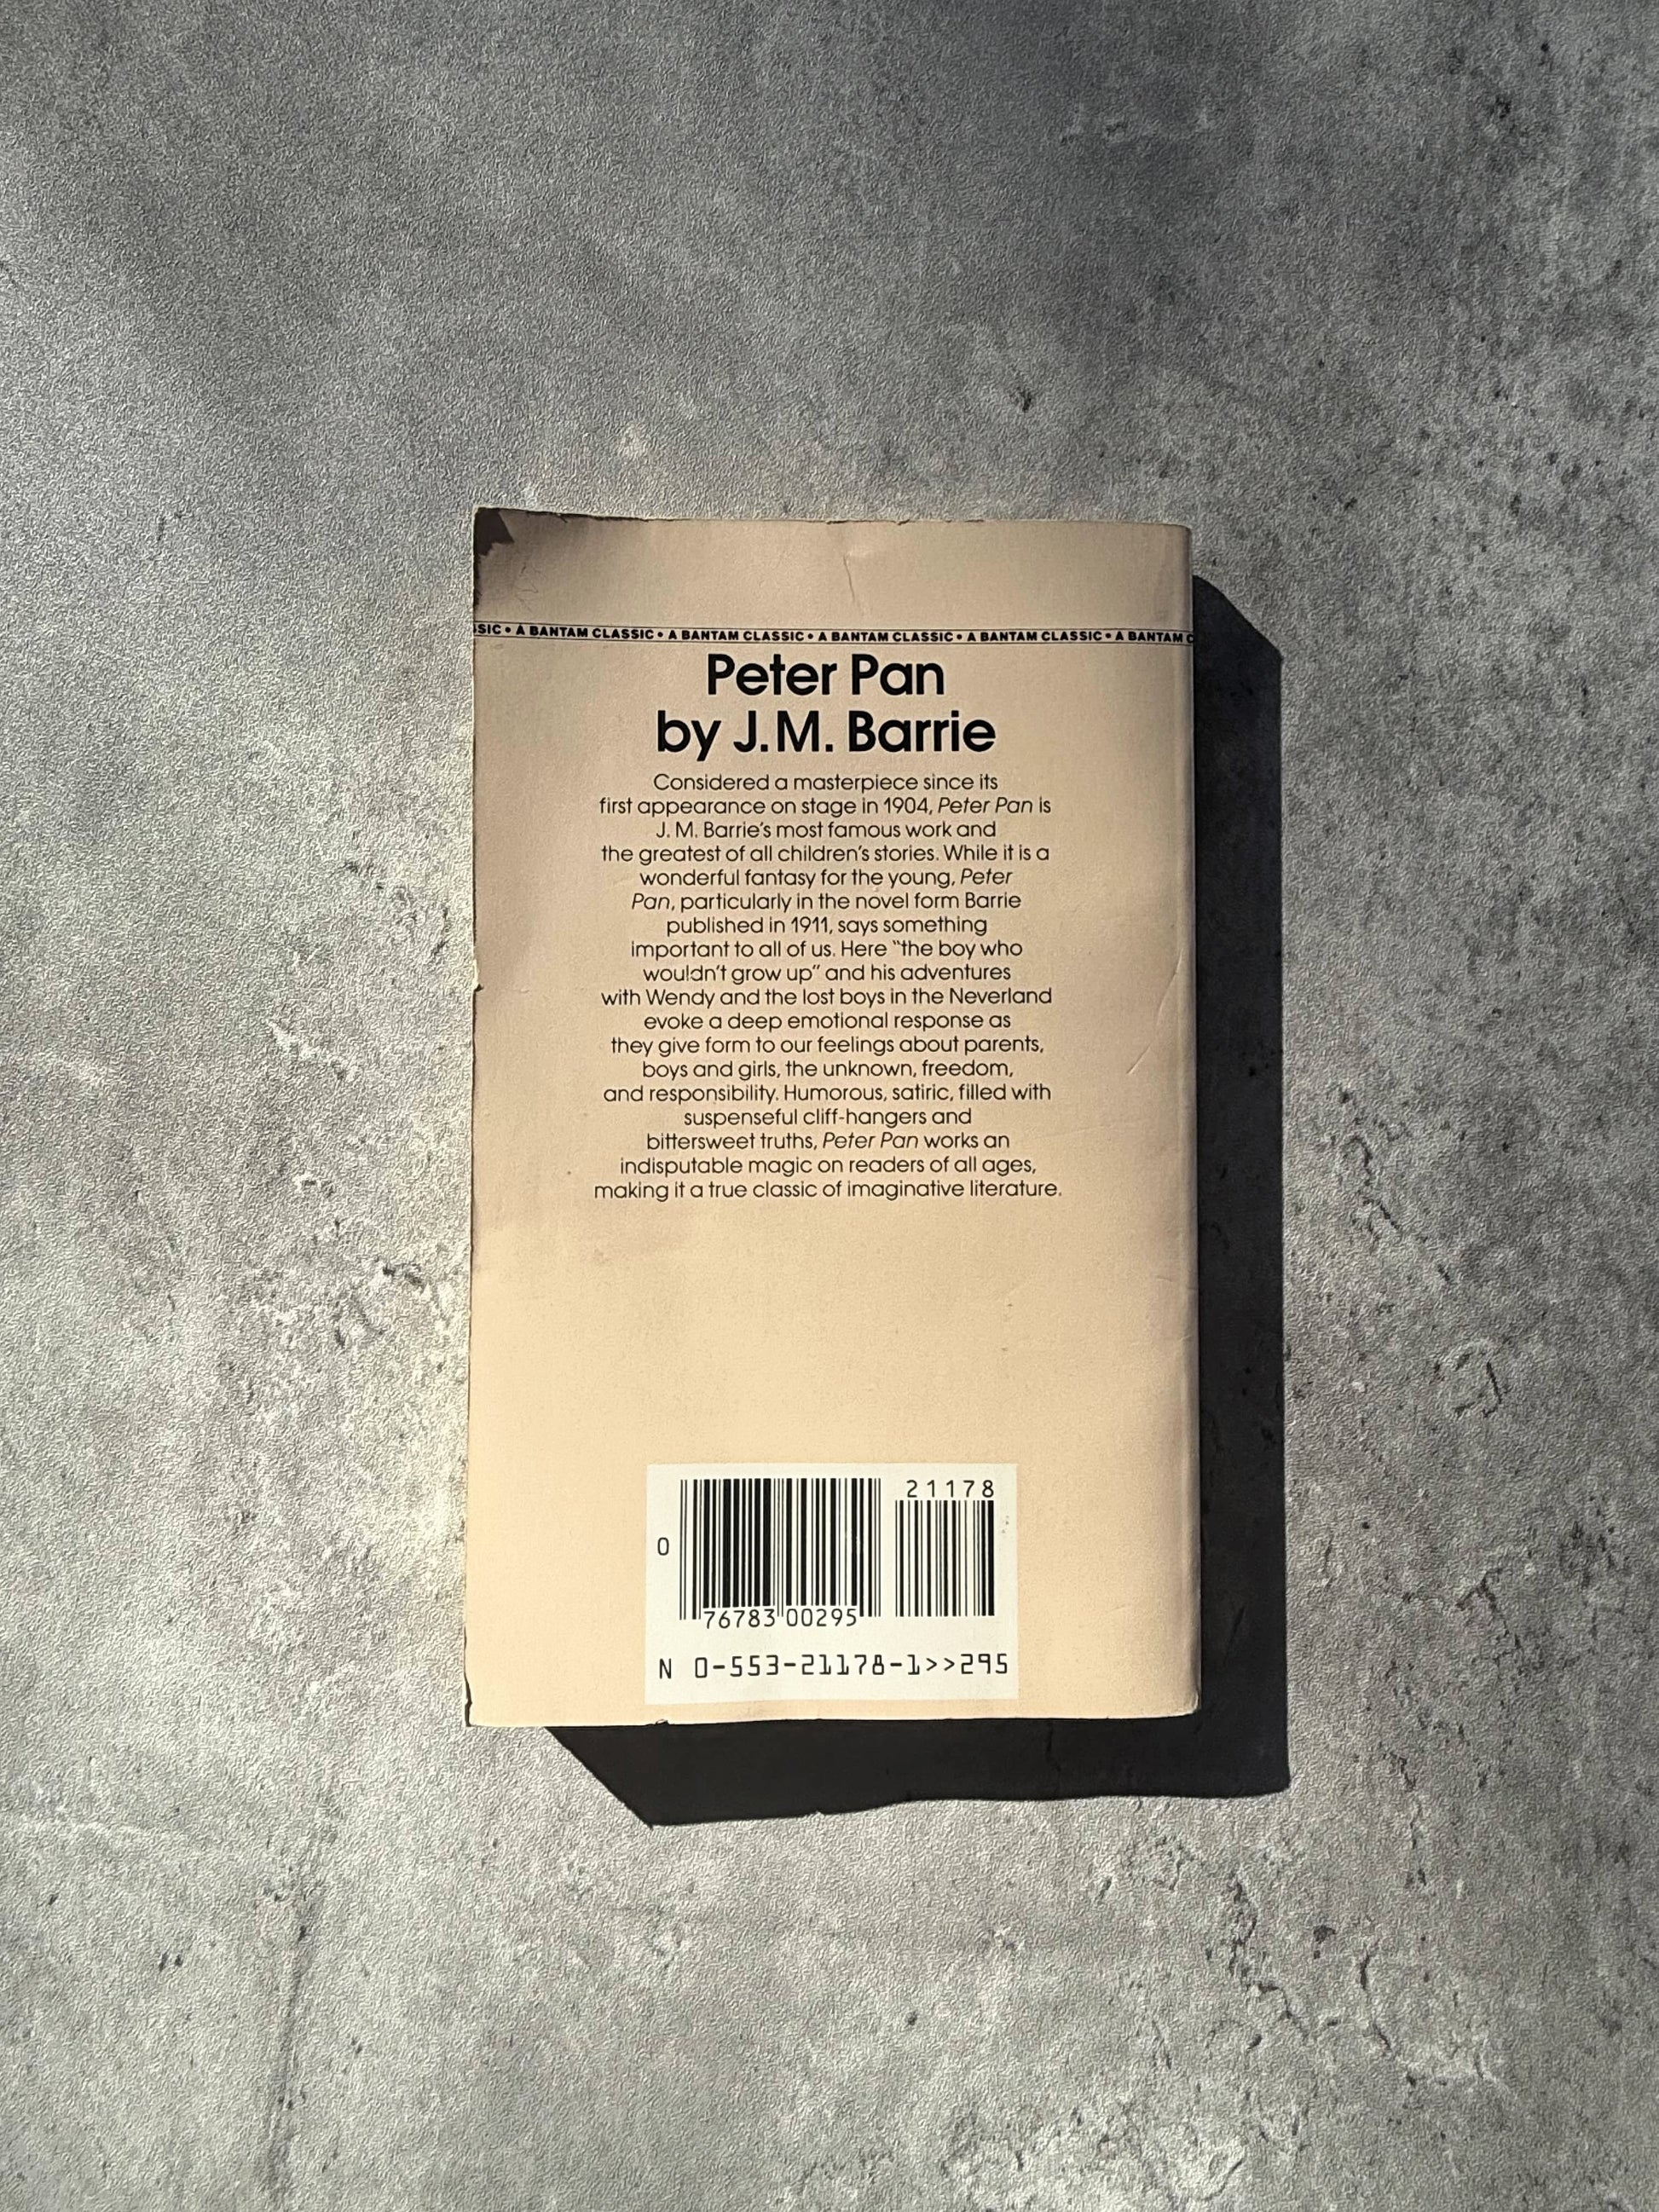 SIC • A BANTAM CLASSIC • A BANTAM CLASSIC • A BANTAM CLASSIC • A BANTAM CLASSIC • A BANTAM C
Peter Pan
by J.M. Barrie
Considered a masterpiece since its
first appearance on stage in 1904, Peter Pan is
J. M. Barrie's most famous work and
the greatest of all children's stories. While it is a
wonderful fantasy for the young, Peter
Pan, particularly in the novel form Barrie
published in 1911, says something
important to all of us. Here "the boy who
wouldn't grow up" and his adventures
with Wendy and the lost boys in the Neverland
evoke a deep emotional response as
they give form to our feelings about parents,
boys and girls, the unknown, freedom,
and responsibility. Humorous, satiric, filled with
suspenseful cliff-hangers and
bittersweet truths, Peter Pan works an
indisputable magic on readers of all ages,
making it a true classic of imaginative literature.
21178
0
76783 00295
N 0-553-21178-1>>295